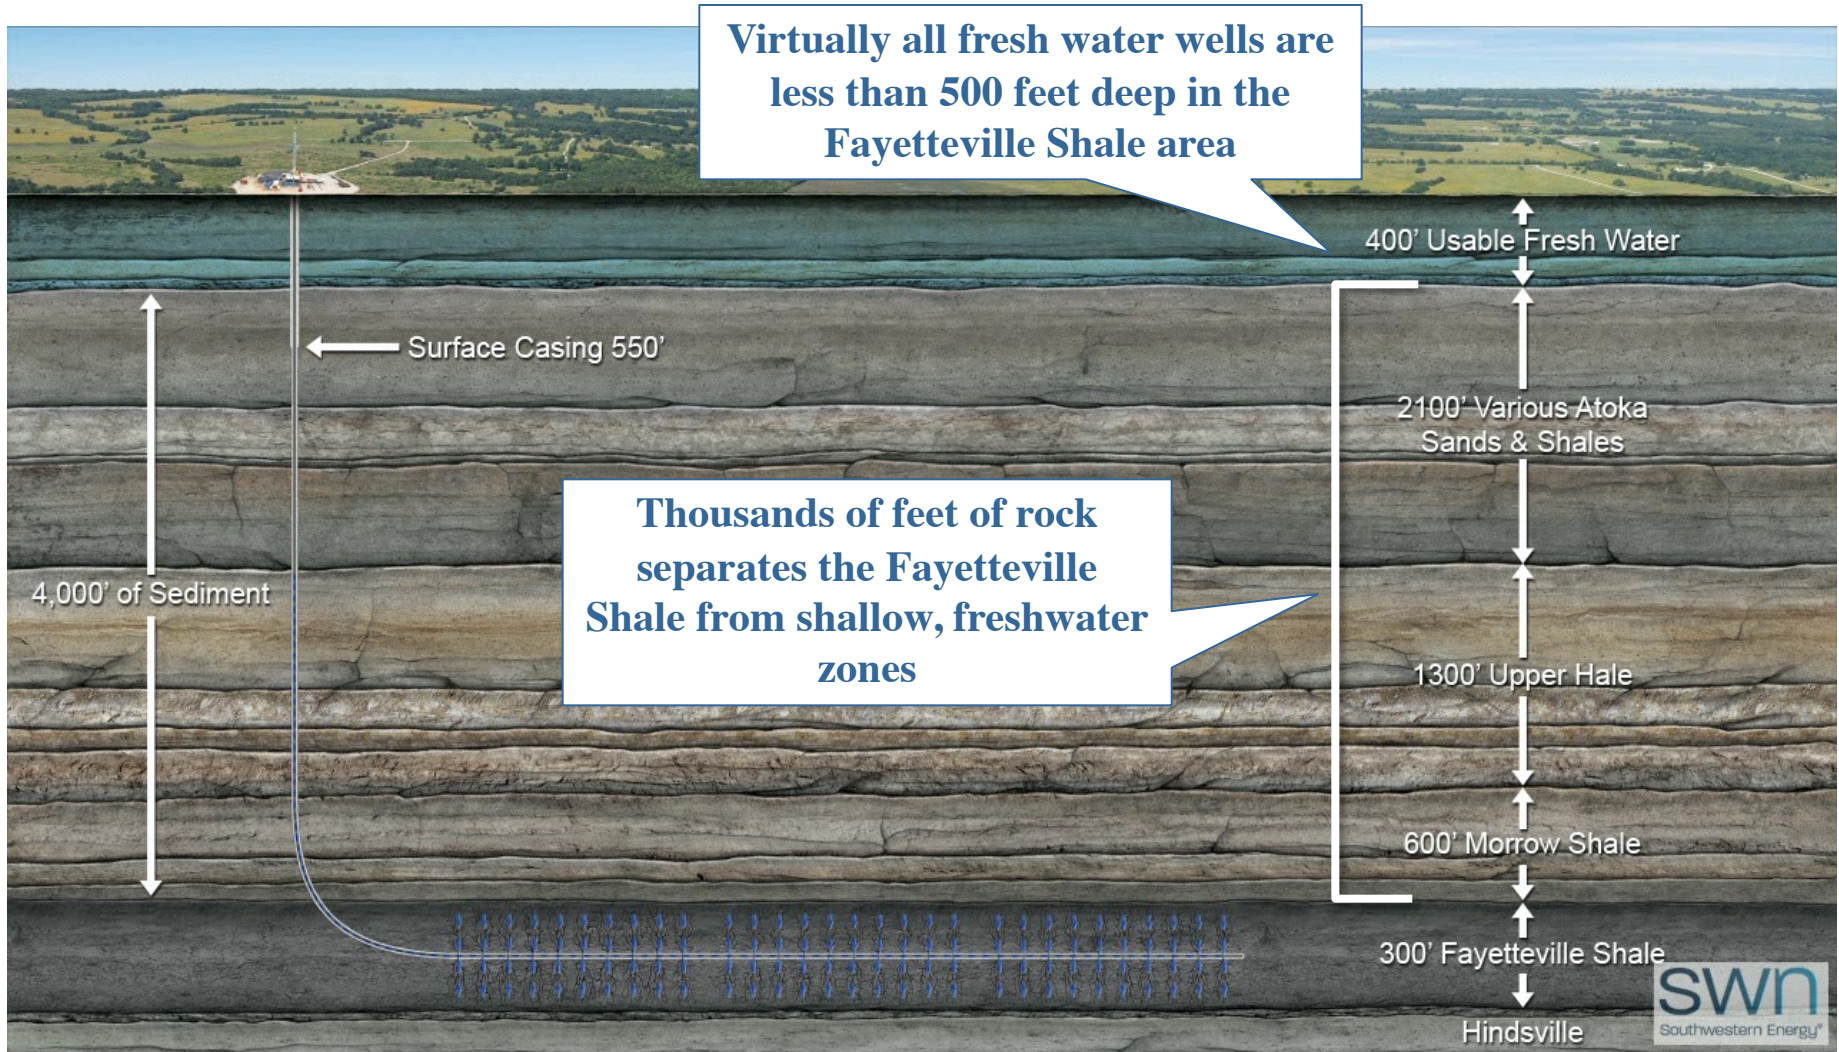 Virtually all fresh water wells are
less than 500 feet deep in the
Fayetteville Shale area
400’ Usable Fresh Water
Surface Casing 550’
2100’ Various Atoka
Sands & Shales
Thousands of feet of rock
separates the Fayetteville
Shale from shallow, freshwater
zones
4,000’ of Sediment
1300’ Upper Hale
600’ Morrow Shale
300’ Fayetteville Shale
swn
Southwestern Energy®
Hindsville